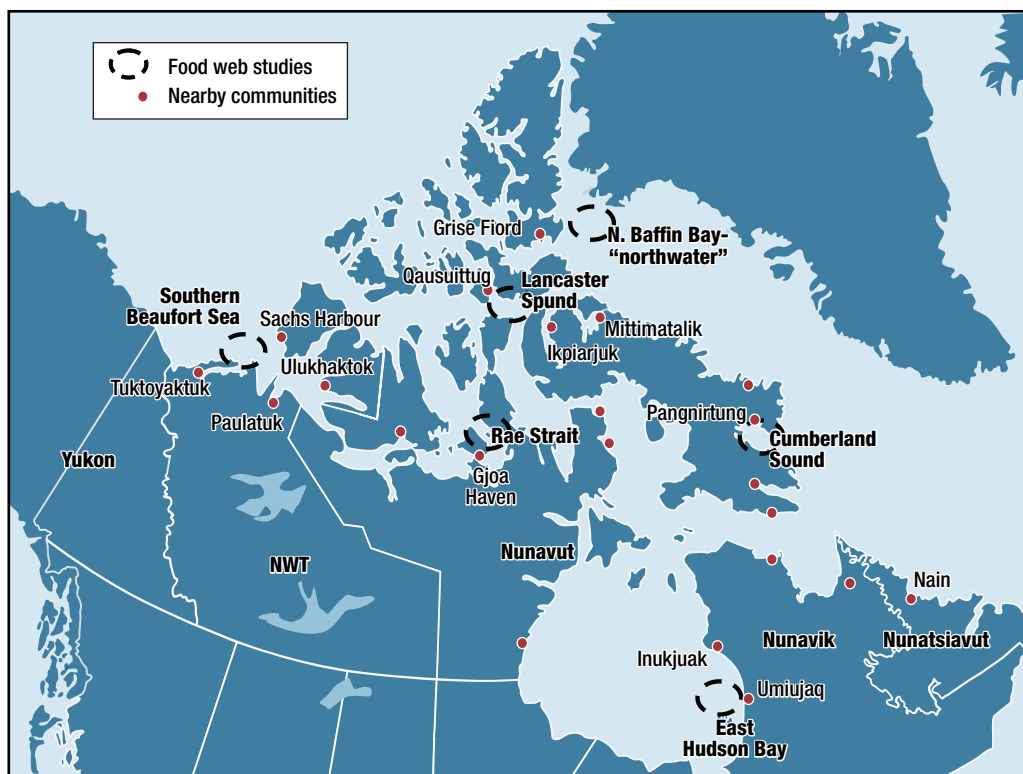 Food web studies
Nearby communities
Grise Fiord
N. Baffin Bay-
“northwater”
Qausuittug
Lancaster
Spund
Southern
Beaufort Sea
Sachs Harbour
Mittimatalik
Ikpiarjuk
Ulukhaktok
Tuktoyaktuk
Paulatuk
Pangnirtung
Rae Strait
Cumberland
Sound
Yukon
Gjoa
Haven
Nunavut
NWT
Nain
Nunavik
Nunatsiavut
Inukjuak
Umiujaq
East
Hudson Bay